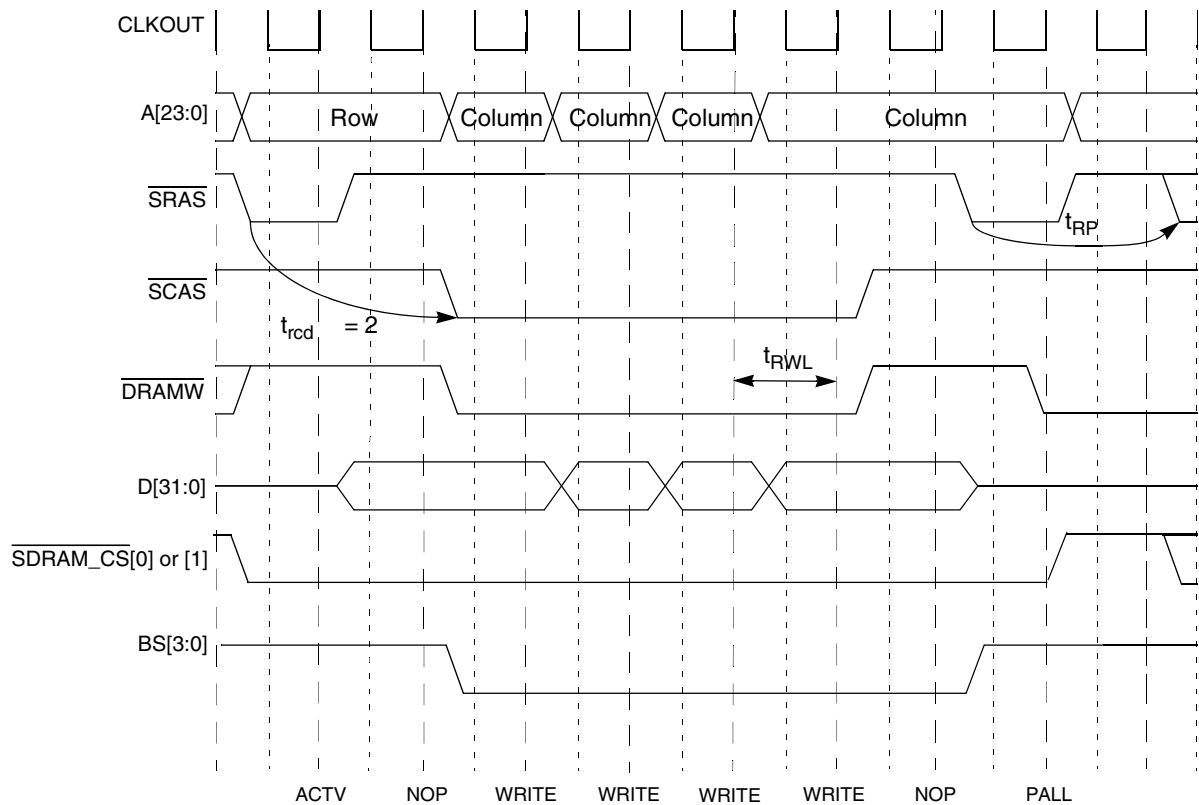 CLKOUT
A[23:0]
Row
Column
Column
Column
Column
SRAS
tRP
SCAS
trcd = 2
tRWL
DRAMW
D[31:0]
SDRAM_CS[0] or [1]
BS[3:0]
ACTV NOP WRITE WRITE WRITE WRITE NOP PALL